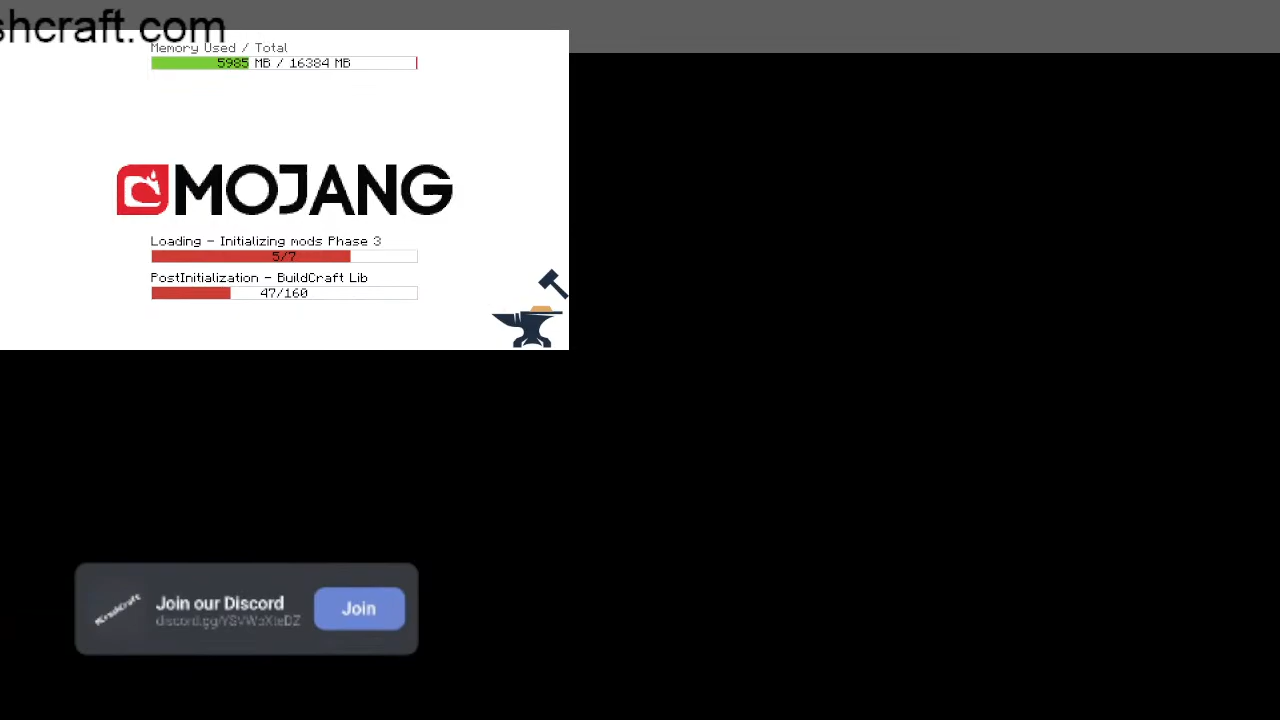 shcraft.com
Memory Used / Total
5985 MB / 16384 MB
MOJANG
Loading - Initializing mods Phase 3
5/7
PostInitialization - BuildCraft Lib
47/160
Join our Discord
Join